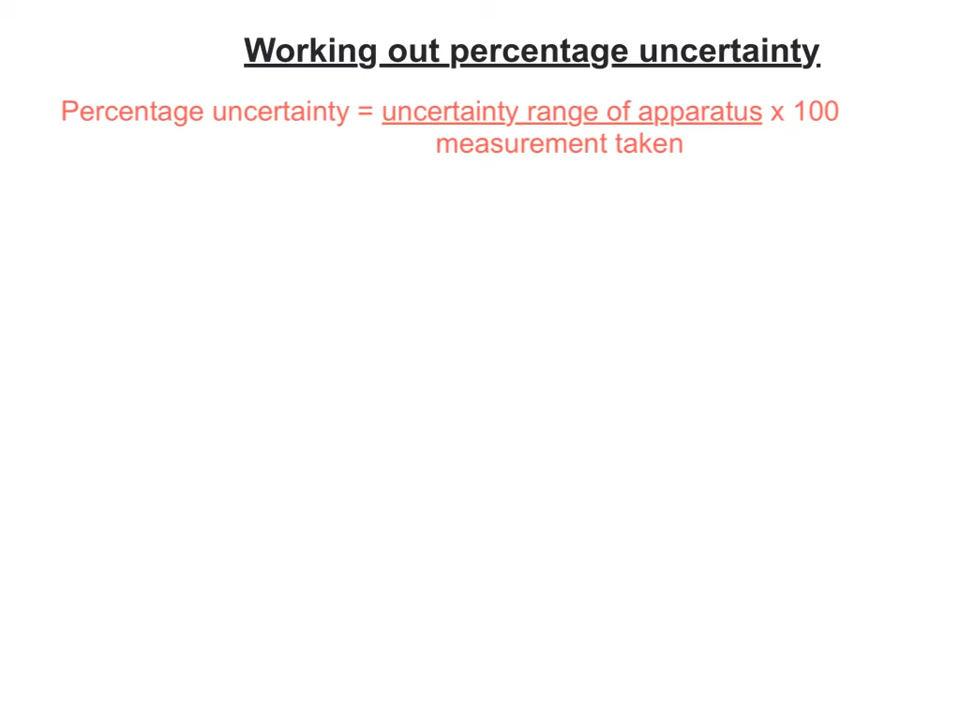 Working out percentage uncertainty
Percentage uncertainty = uncertainty range of apparatus x 100
measurement taken